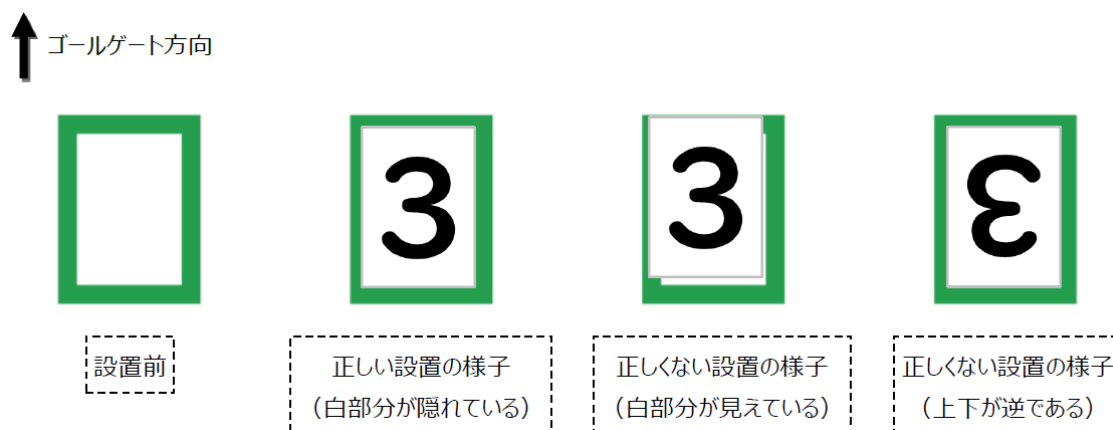 ゴールゲート方向
3
3
3
設置前
正しい設置の様子
（白部分が隠れている）
正しくない設置の様子
（白部分が見えている）
正しくない設置の様子
（上下が逆である）